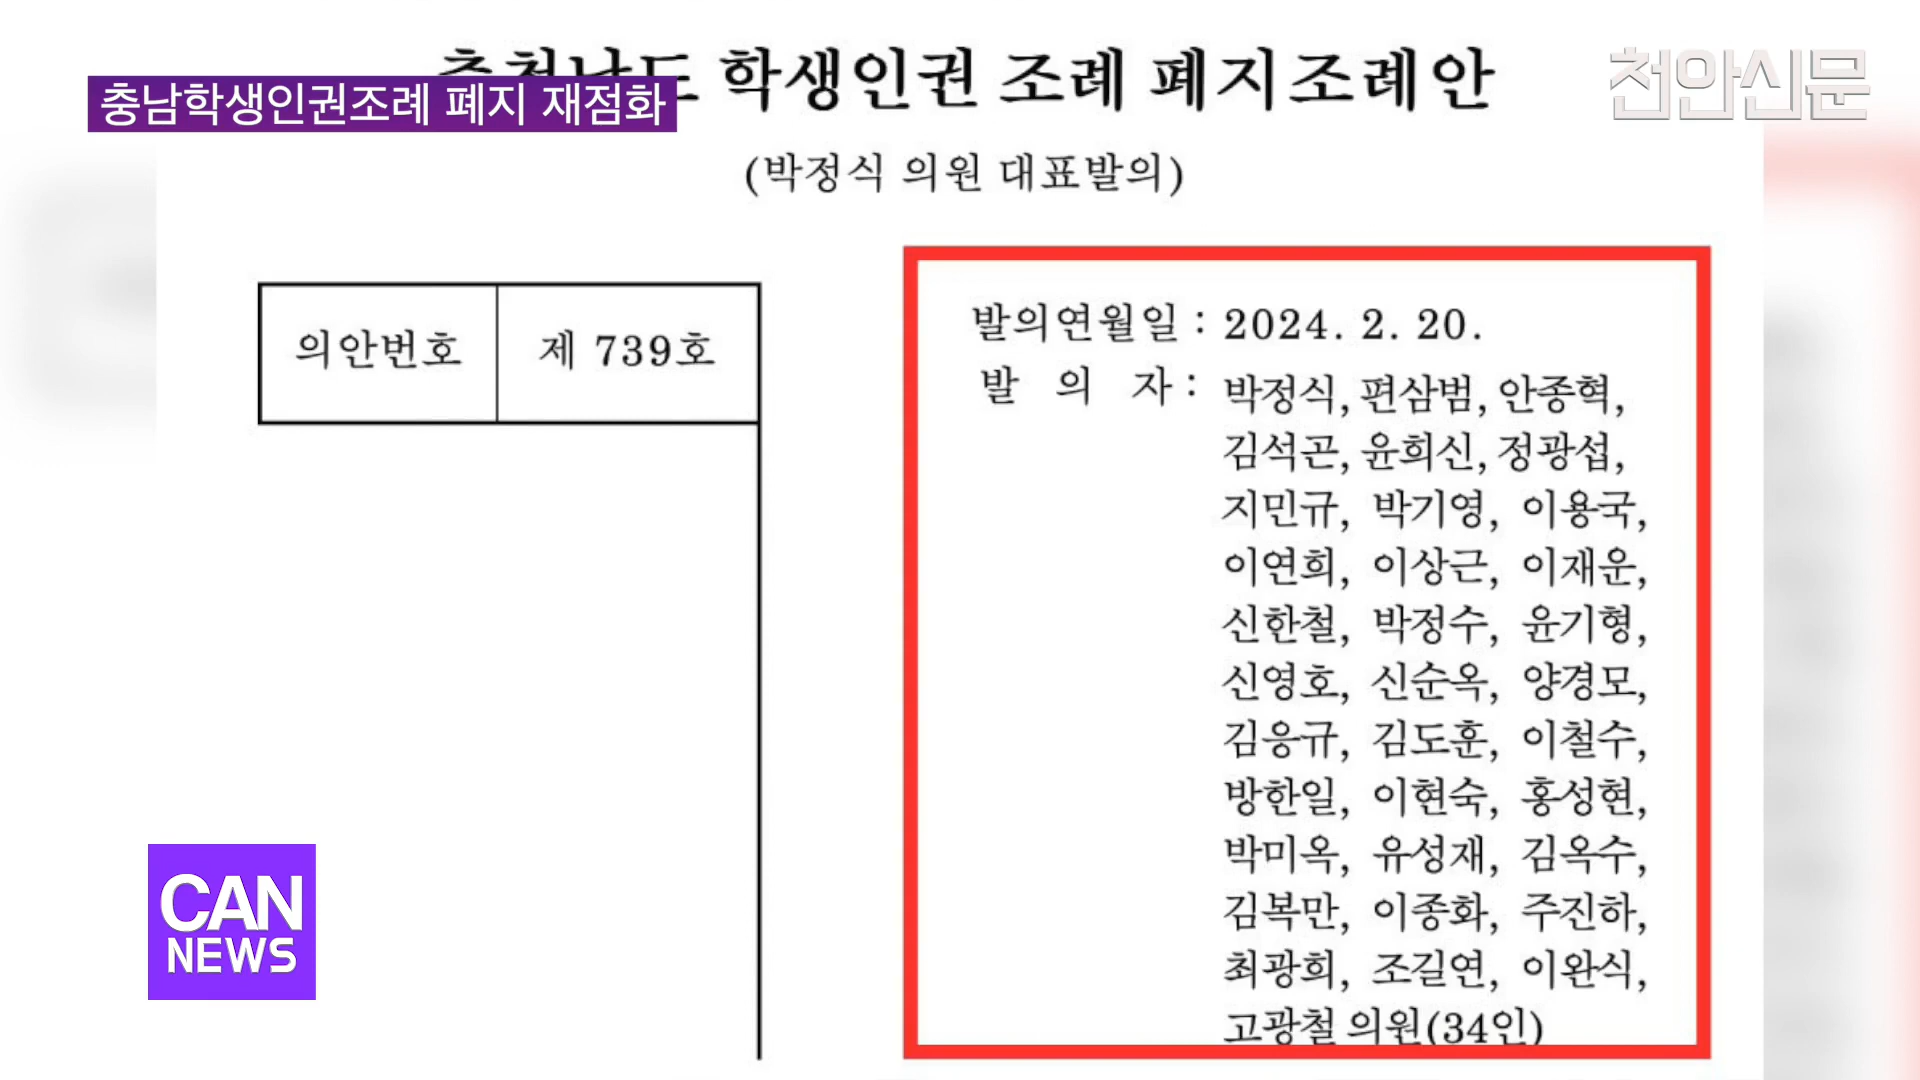 충청남도 학생인권 조례 폐지조례안
충남학생인권조례 폐지 재점화
천안신문
(박정식 의원 대표발의)
의안번호 제 739호
발의연월일 : 2024. 2. 20.
발 의 자 : 박정식, 편삼범, 안종혁,
김석곤, 윤희신, 정광섭,
지민규, 박기영, 이용국,
이연희, 이상근, 이재운,
신한철, 박정수, 윤기형,
신영호, 신순옥, 양경모,
김응규, 김도훈, 이철수,
방한일, 이현숙, 홍성현,
박미옥, 유성재, 김옥수,
김복만, 이종화, 주진하,
최광희, 조길연, 이완식,
고광철 의원(34인)
CAN
NEWS